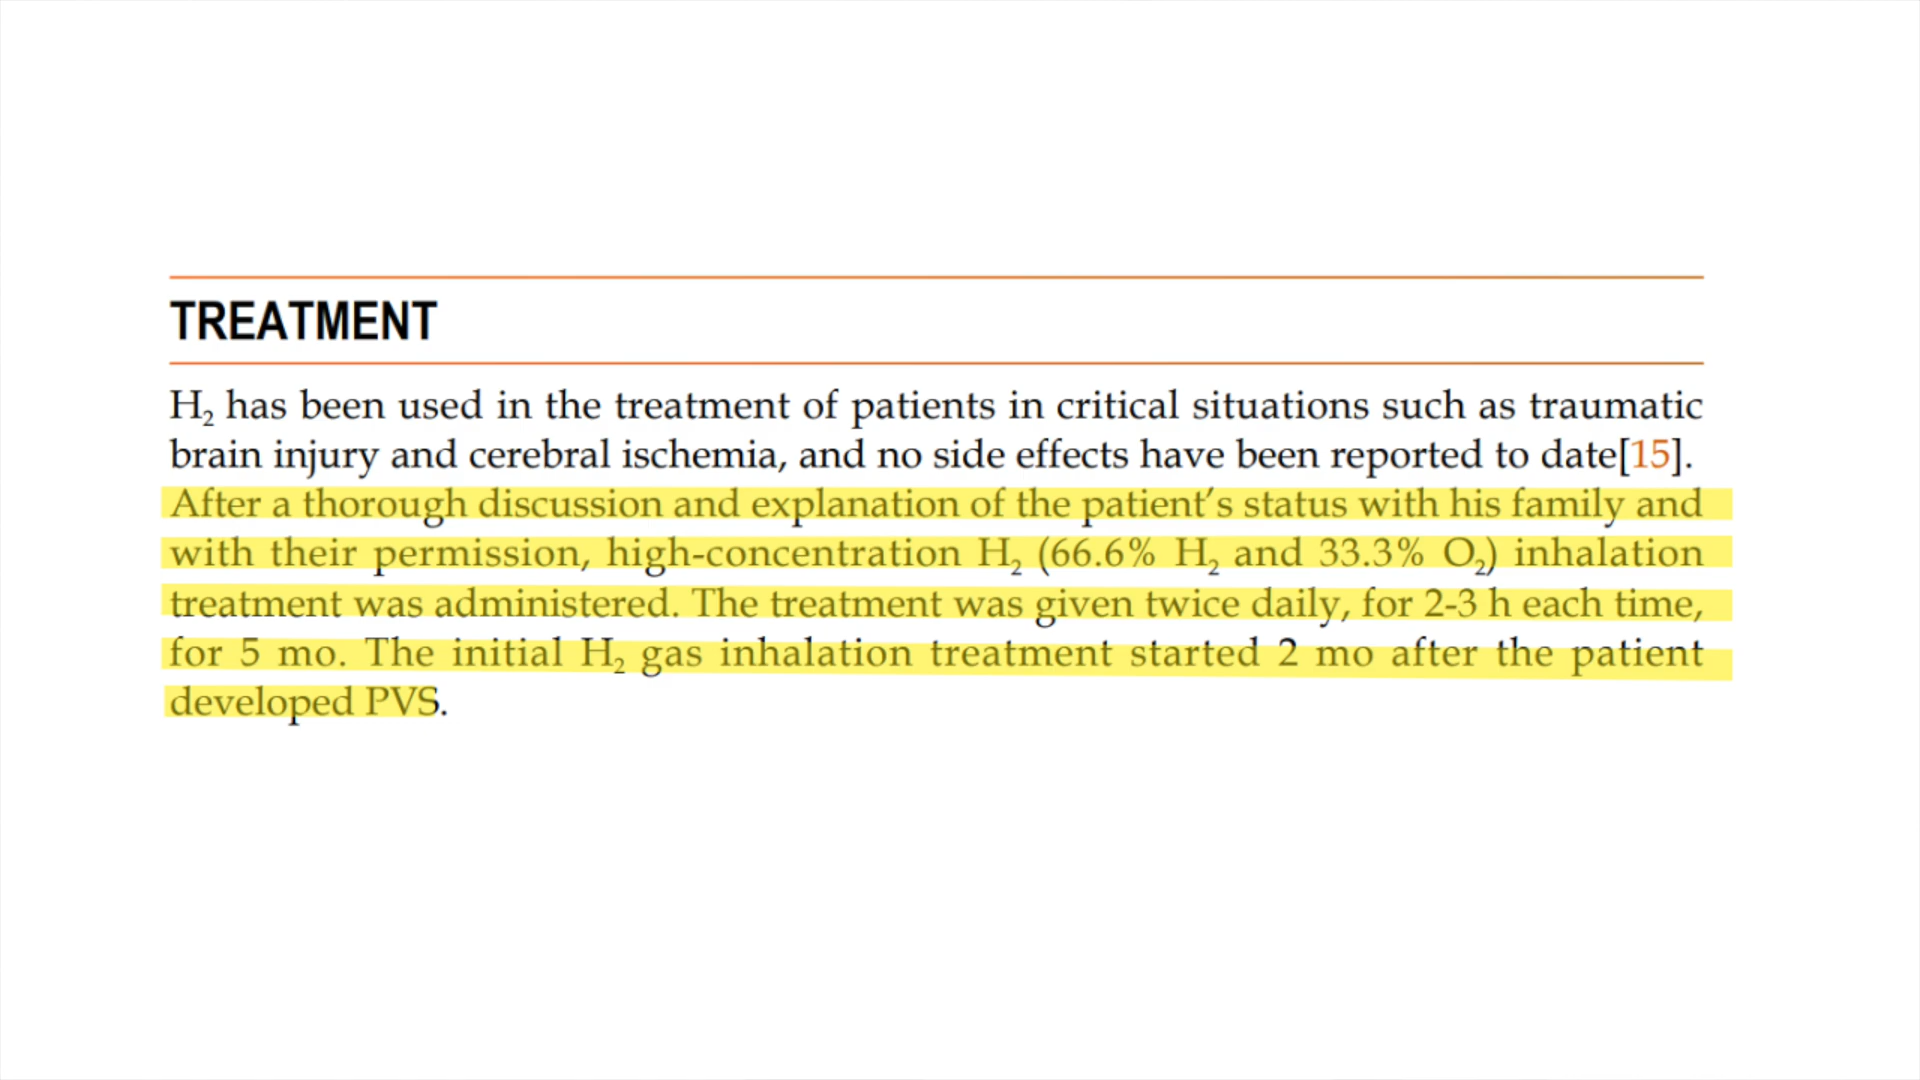 TREATMENT
H₂ has been used in the treatment of patients in critical situations such as traumatic
brain injury and cerebral ischemia, and no side effects have been reported to date[15].
After a thorough discussion and explanation of the patient’s status with his family and
with their permission, high-concentration H₂ (66.6% H₂ and 33.3% O₂) inhalation
treatment was administered. The treatment was given twice daily, for 2-3 h each time,
for 5 mo. The initial H₂ gas inhalation treatment started 2 mo after the patient
developed PVS.